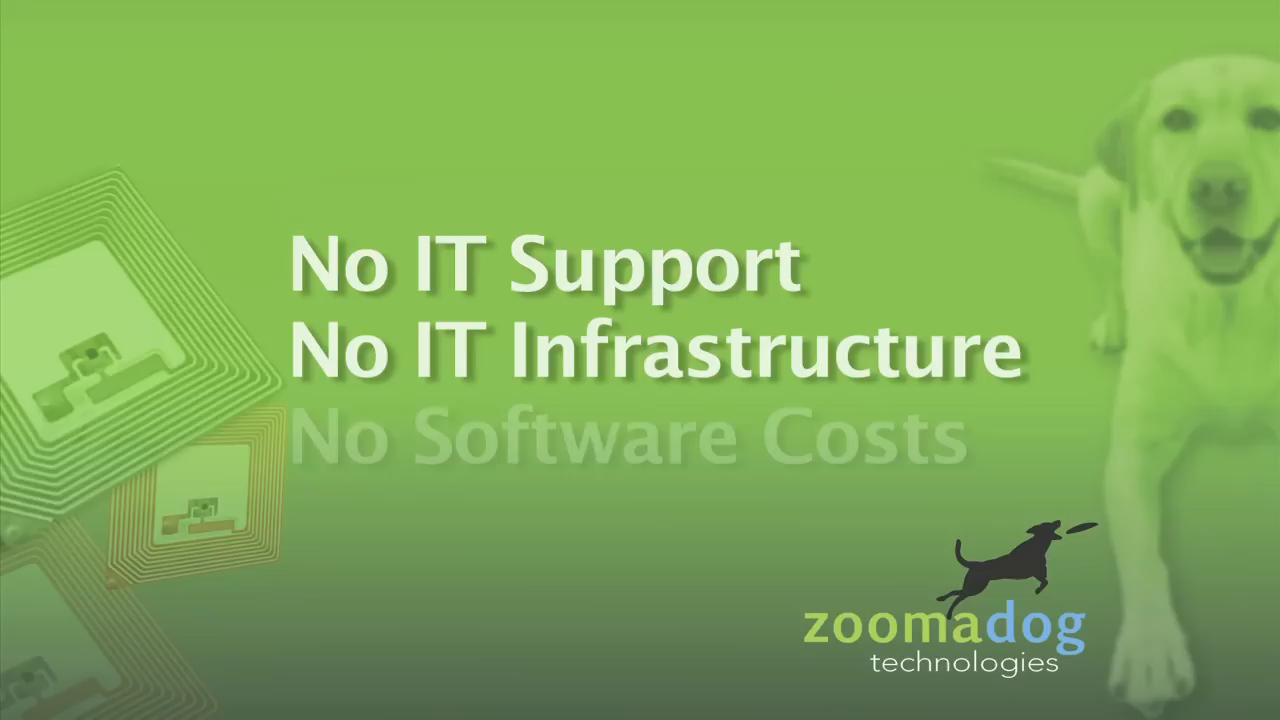 No IT Support
No IT Infrastructure
No Software Costs
zoomadog
technologies